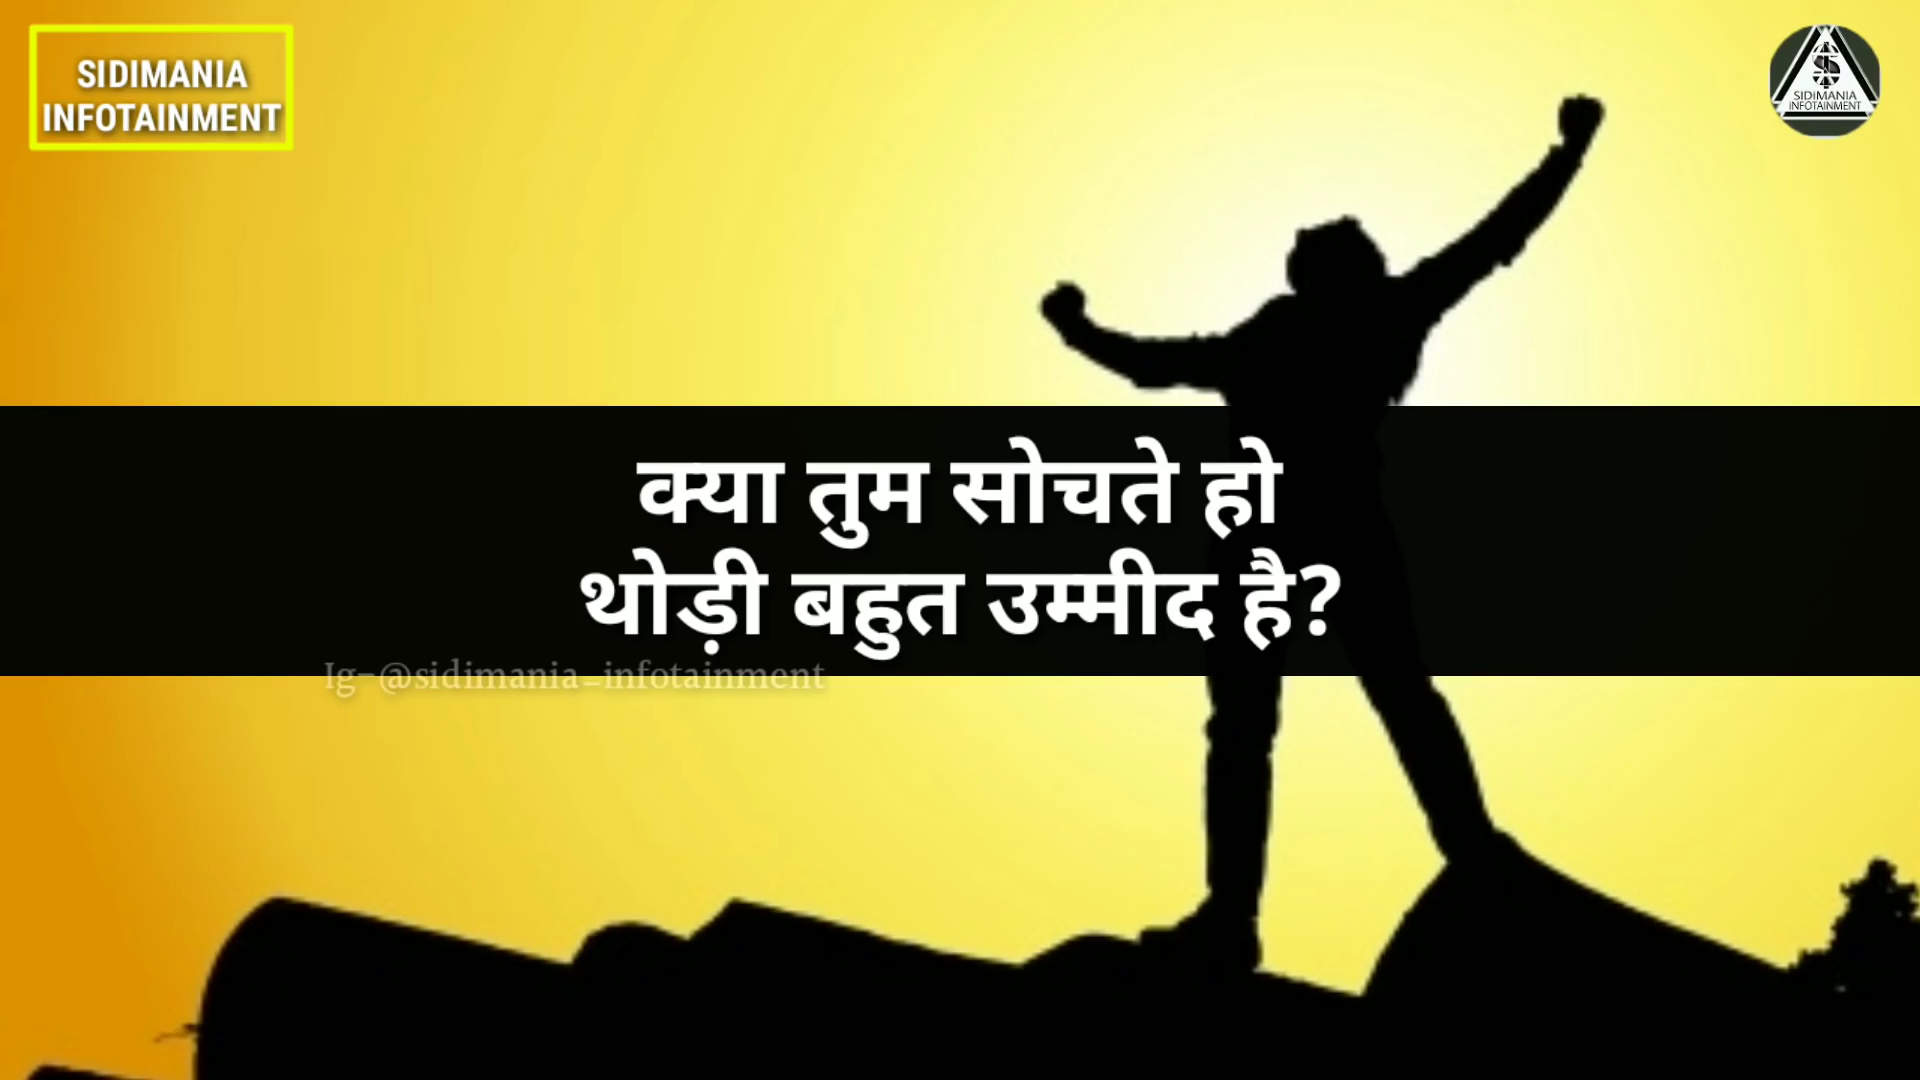 SIDIMANIA
INFOTAINMENT
$
SIDIMANIA
INFOTAINMENT
क्या तुम सोचते हो
थोड़ी बहुत उम्मीद है?
Ig-@sidimania_infotainment